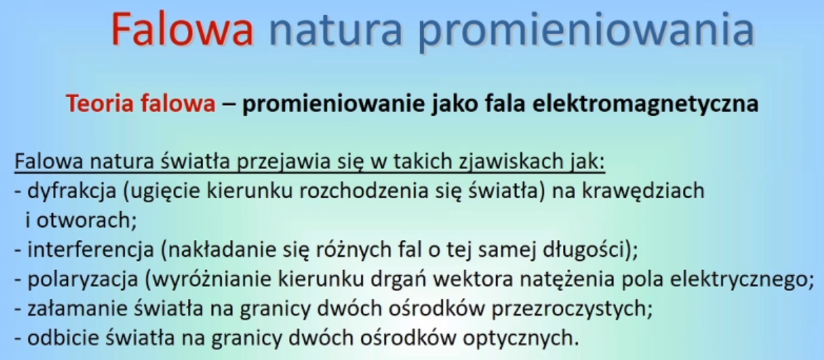 Falowa natura promieniowania
Teoria falowa – promieniowanie jako fala elektromagnetyczna
Falowa natura światła przejawia się w takich zjawiskach jak:
- dyfrakcja (ugięcie kierunku rozchodzenia się światła) na krawędziach
i otworach;
- interferencja (nakładanie się różnych fal o tej samej długości);
- polaryzacja (wyróżnianie kierunku drgań wektora natężenia pola elektrycznego;
- załamanie światła na granicy dwóch ośrodków przezroczystych;
- odbicie światła na granicy dwóch ośrodków optycznych.